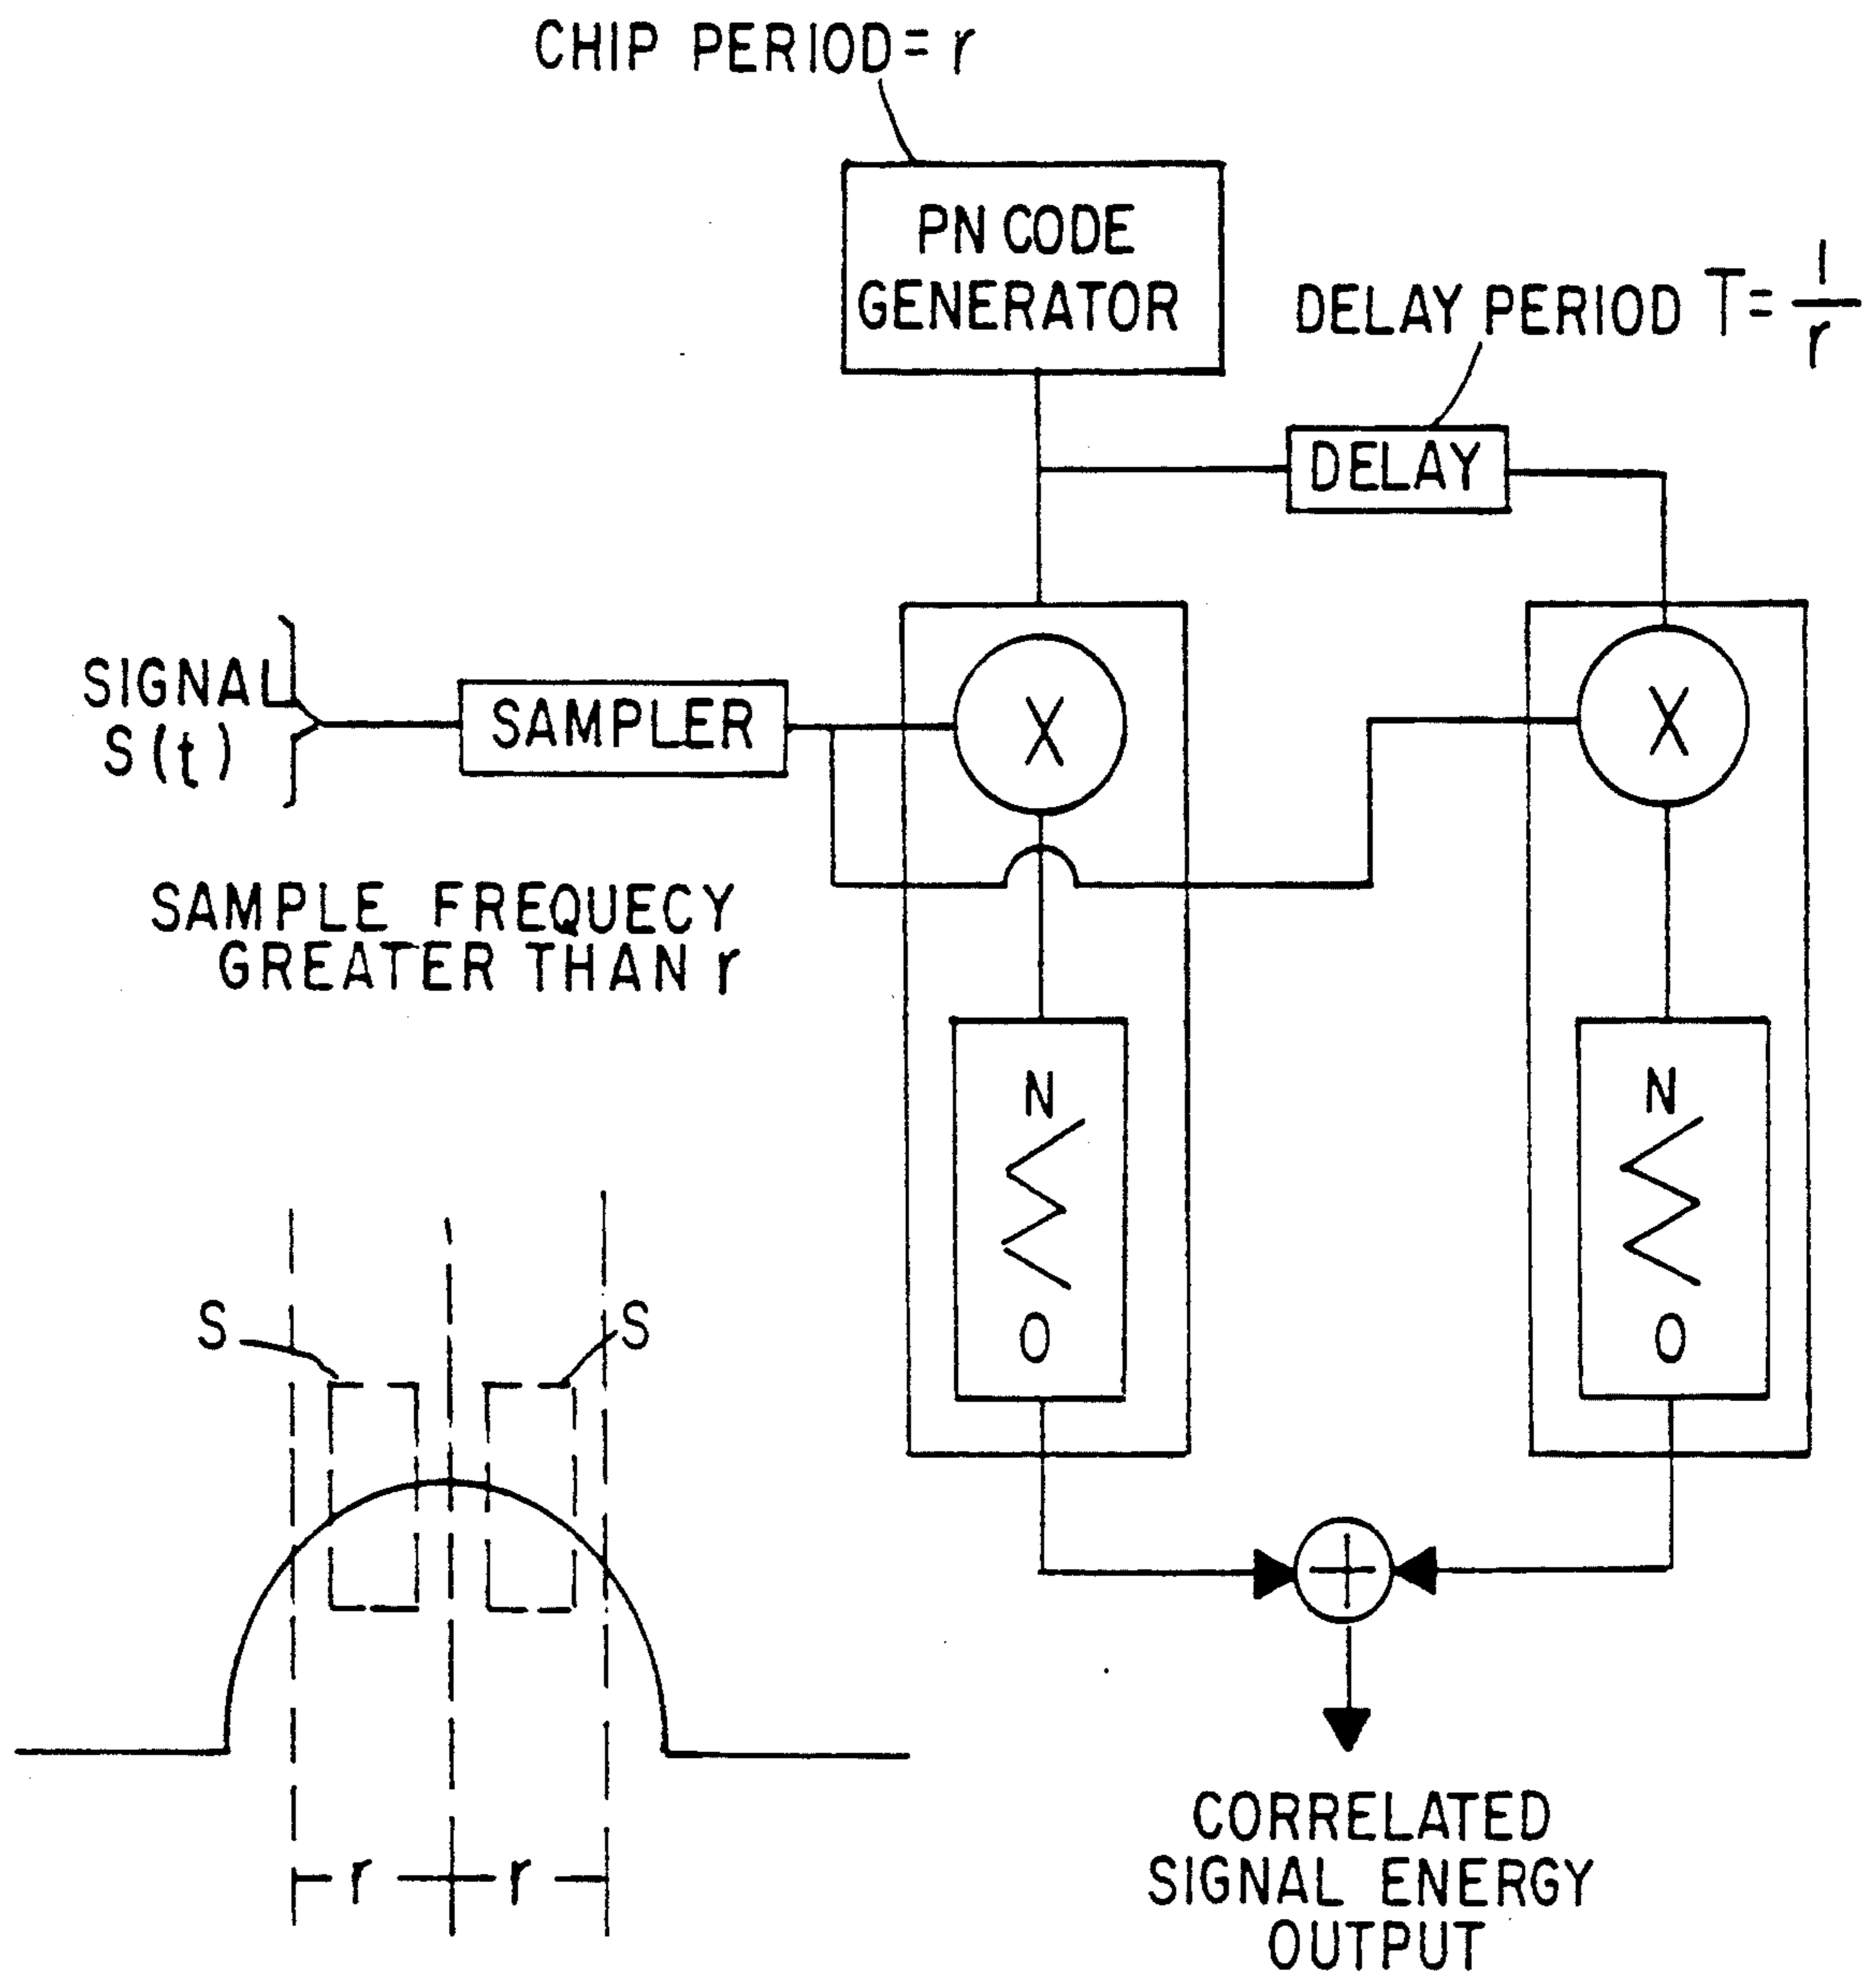 CHIP PERIOD = r
PN CODE
GENERATOR
DELAY PERIOD T = 1/r
DELAY
SIGNAL
S(t)
SAMPLER
X
X
SAMPLE FREQUECY
GREATER THAN r
N
O
N
O
S
S
r
r
CORRELATED
SIGNAL ENERGY
OUTPUT